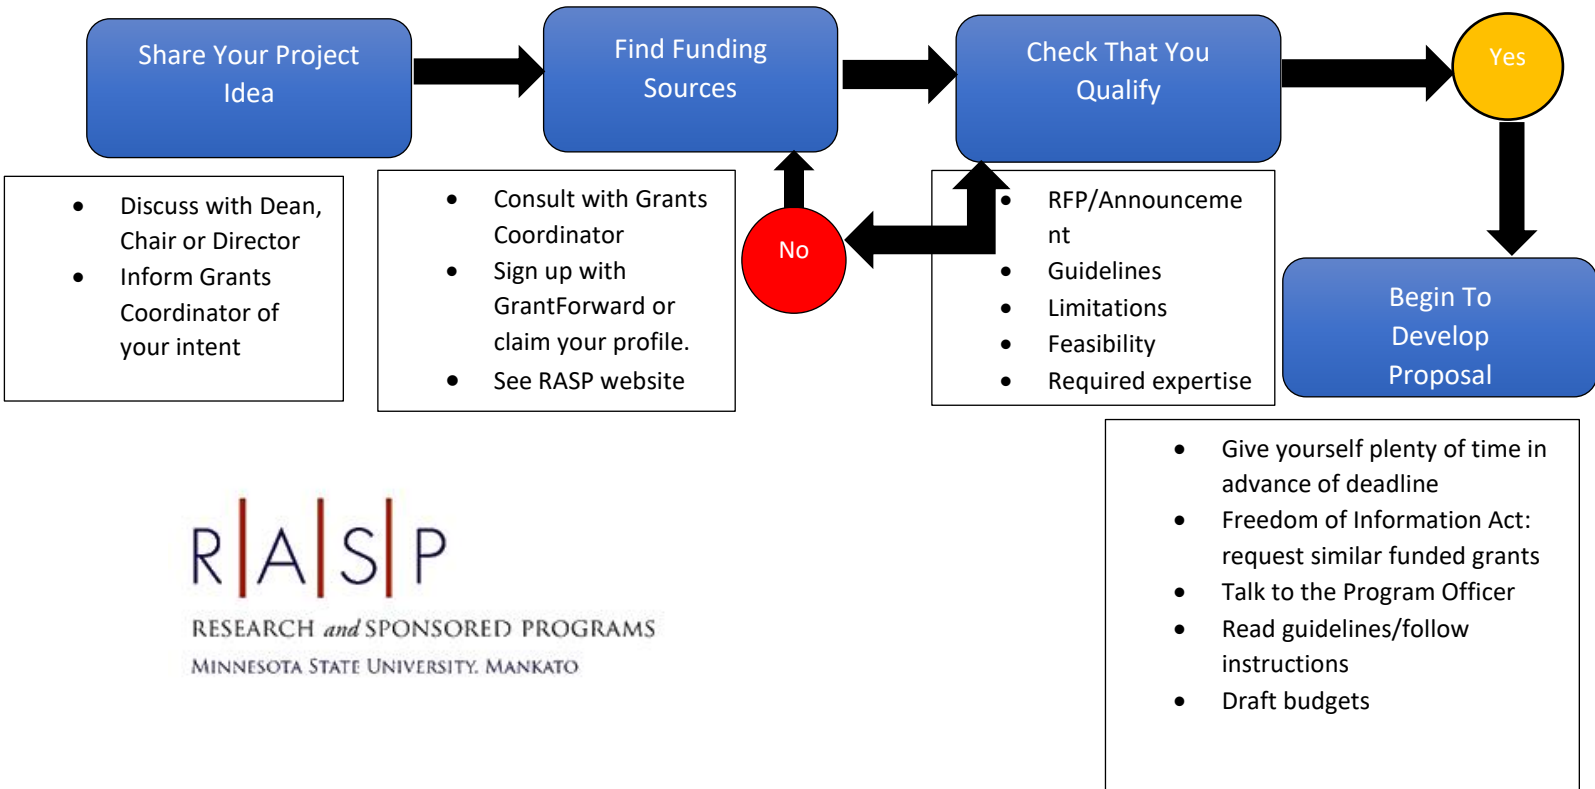 Share Your Project
Idea
Find Funding
Sources
Check That You
Qualify
Yes
• Discuss with Dean,
Chair or Director
• Inform Grants
Coordinator of
your intent
• Consult with Grants
Coordinator
• Sign up with
GrantForward or
claim your profile.
• See RASP website
No
• RFP/Announceme
nt
• Guidelines
• Limitations
• Feasibility
• Required expertise
Begin To
Develop
Proposal
• Give yourself plenty of time in
advance of deadline
• Freedom of Information Act:
request similar funded grants
• Talk to the Program Officer
• Read guidelines/follow
instructions
• Draft budgets
R|A|S|P
RESEARCH and SPONSORED PROGRAMS
MINNESOTA STATE UNIVERSITY, MANKATO